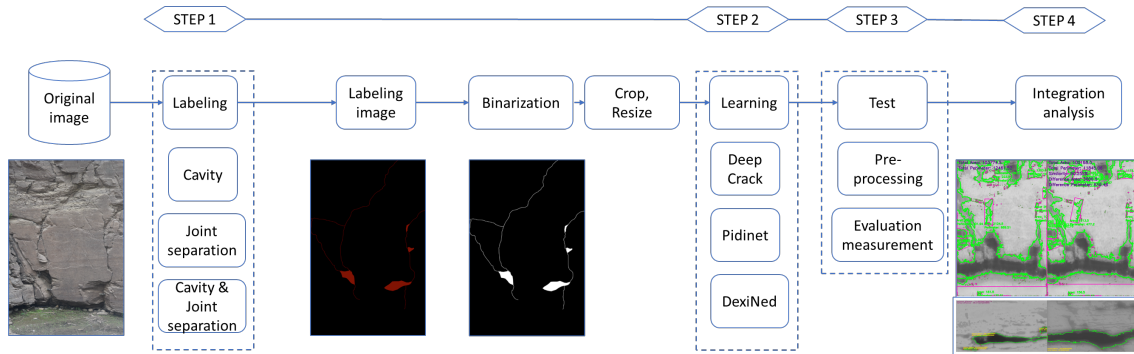 STEP 1
STEP 2
STEP 3
STEP 4
Original
image
Labeling
Labeling
image
Binarization
Crop,
Resize
Learning
Test
Integration
analysis
Cavity
Joint
separation
Cavity &
Joint
separation
Deep
Crack
Pidinet
DexiNed
Pre-
processing
Evaluation
measurement